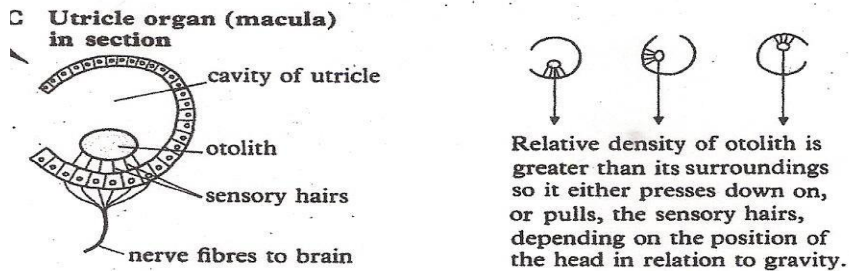 C Utricle organ (macula)
in section
cavity of utricle
otolith
sensory hairs
nerve fibres to brain
Relative density of otolith is
greater than its surroundings
so it either presses down on,
or pulls, the sensory hairs,
depending on the position of
the head in relation to gravity.